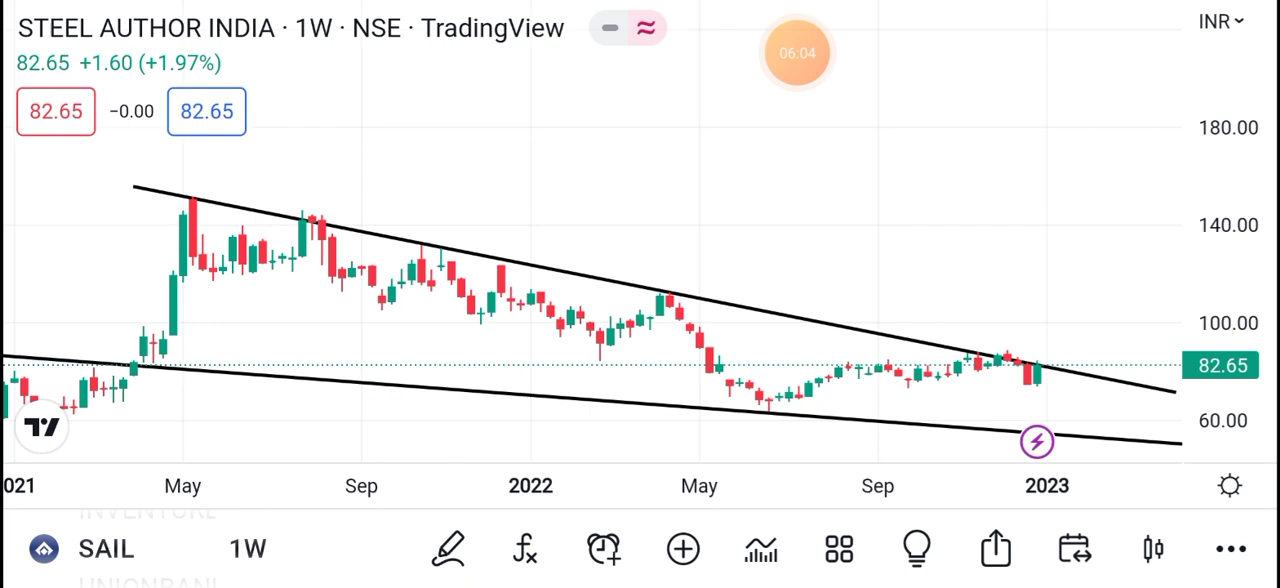 STEEL AUTHOR INDIA · 1W · NSE · TradingView
INR
06:04
82.65 +1.60 (+1.97%)
82.65 −0.00 82.65
180.00
140.00
100.00
82.65
60.00
021 May Sep 2022 May Sep 2023
SAIL 1W